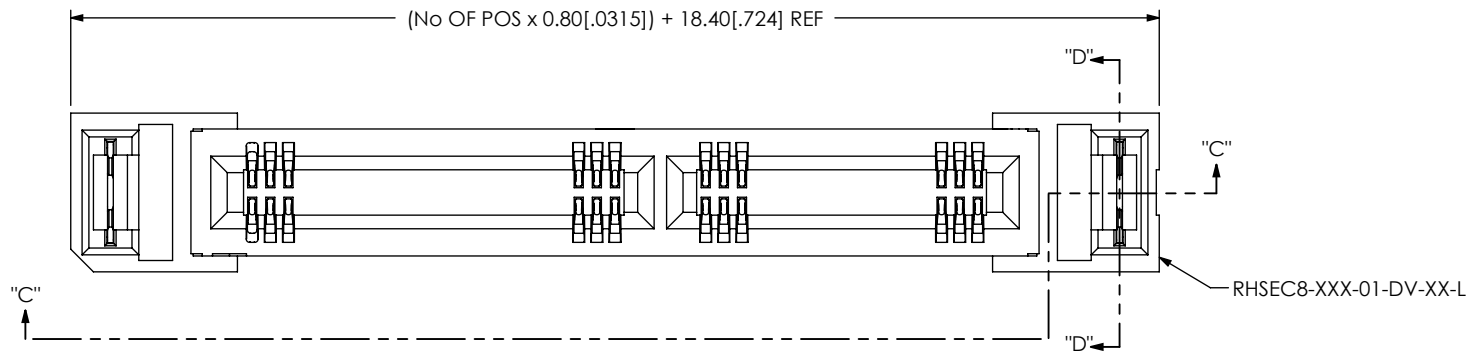 (No OF POS x 0.80[.0315]) + 18.40[.724] REF
"D"
"C"
RHSEC8-XXX-01-DV-XX-L
"C"
"D"